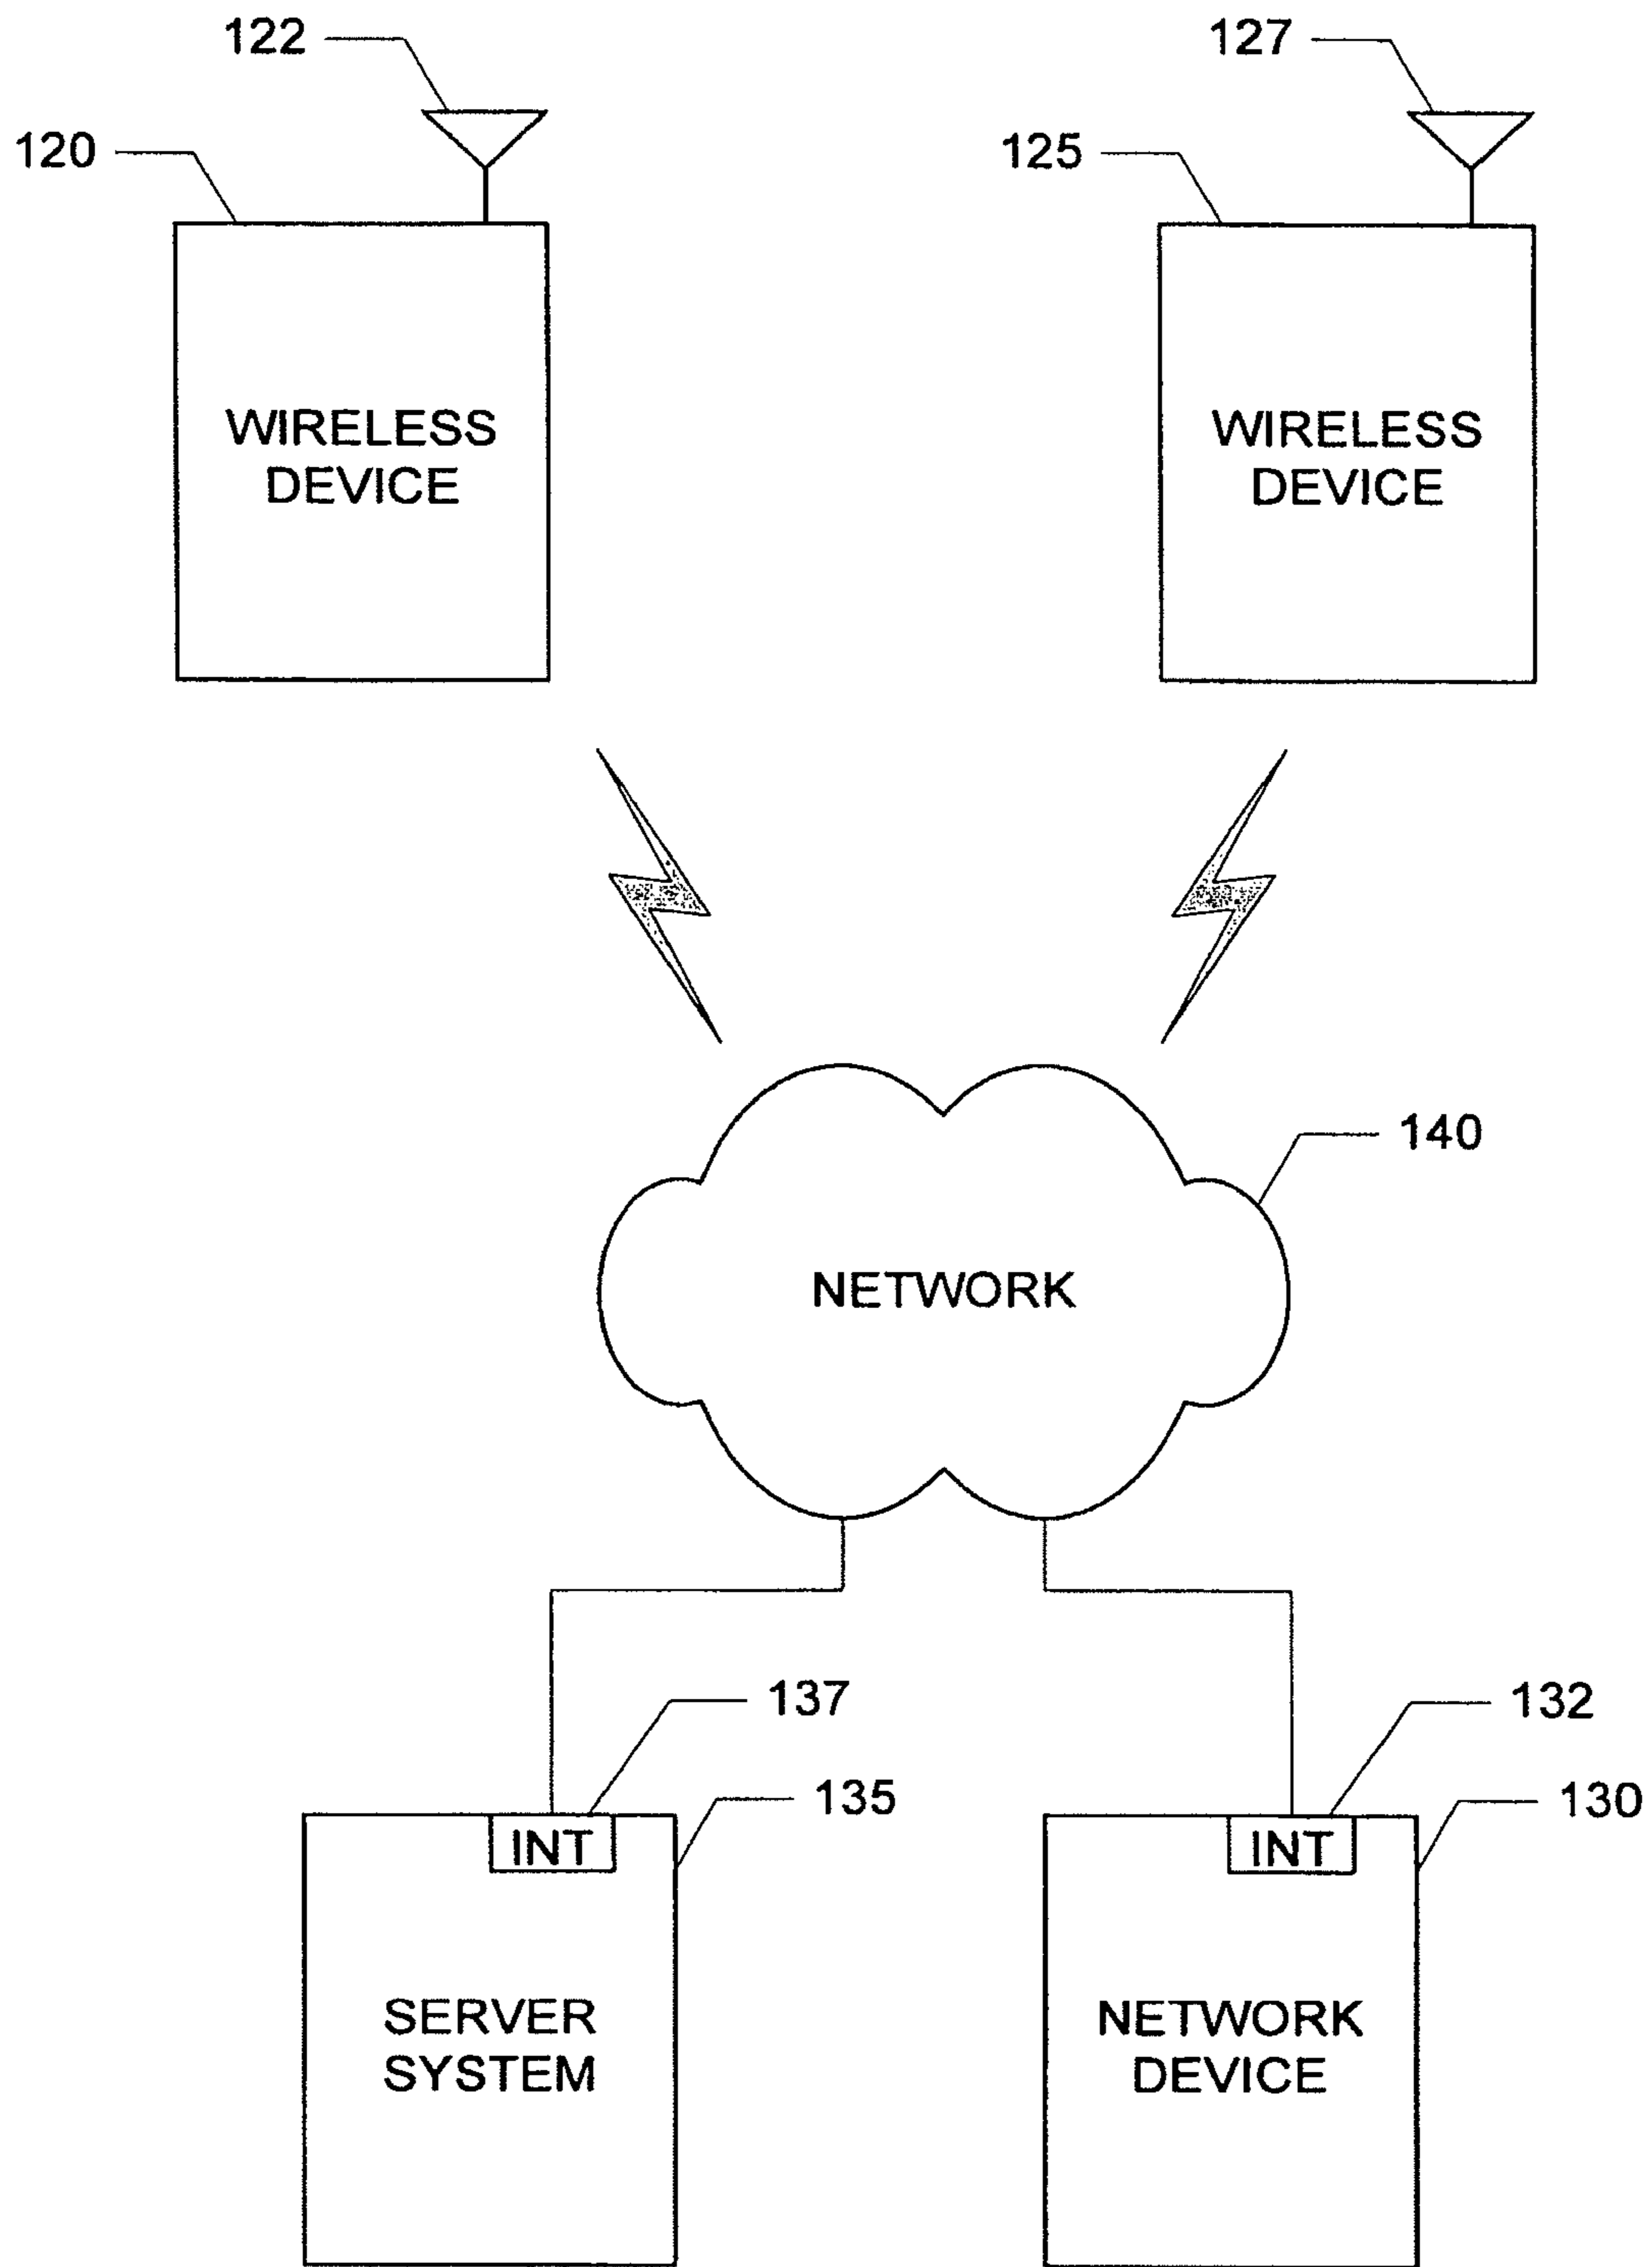 122
127
120
125
WIRELESS
DEVICE
WIRELESS
DEVICE
140
NETWORK
137
132
135
130
INT
INT
SERVER
SYSTEM
NETWORK
DEVICE